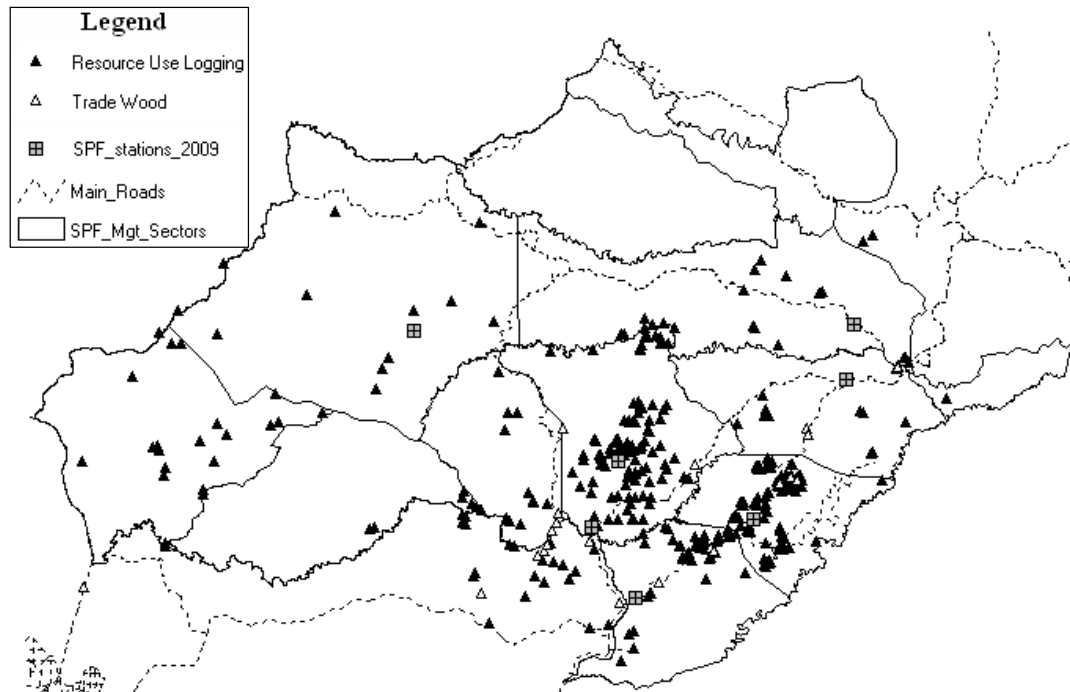 Legend
Resource Use Logging
Trade Wood
SPF_stations_2009
Main_Roads
SPF_Mgt_Sectors